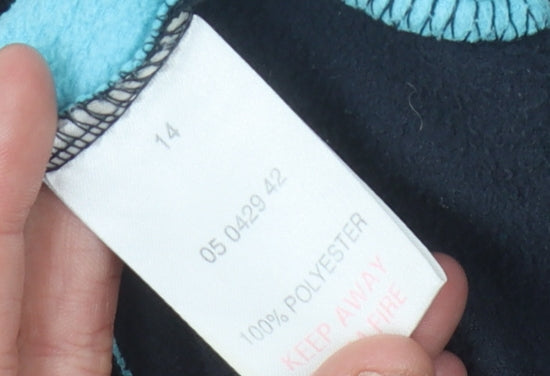 14
05 0429 42
100% POLYESTER
KEEP AWAY
FIRE